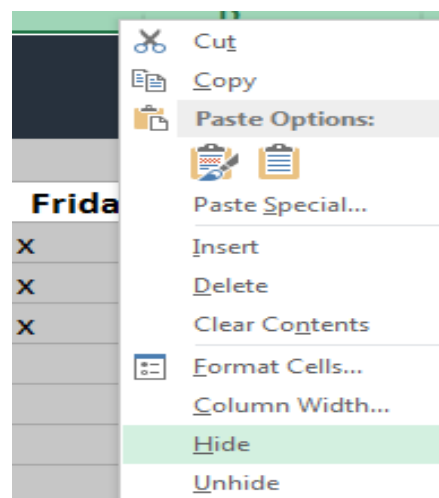 Cut
Copy
Paste Options:
Frida
Paste Special...
x
Insert
x
Delete
x
Clear Contents
Format Cells...
Column Width...
Hide
Unhide